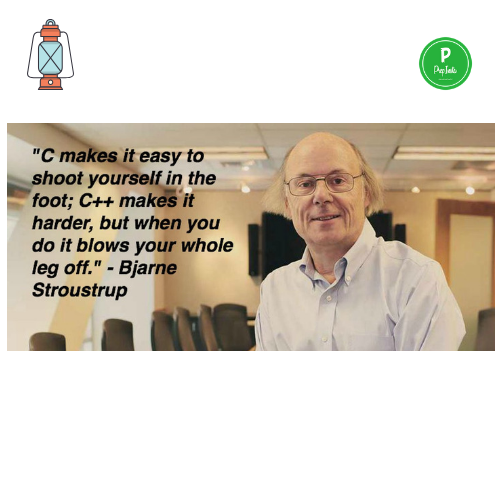 P
"C makes it easy to
shoot yourself in the
foot; C++ makes it
harder, but when you
do it blows your whole
leg off." - Bjarne
Stroustrup